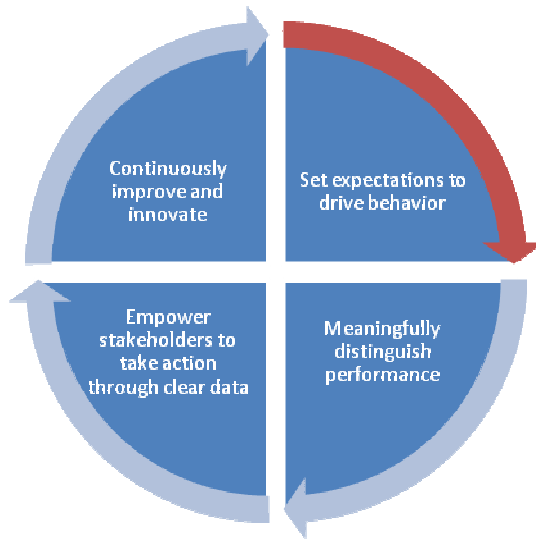 Continuously
improve and
innovate
Set expectations to
drive behavior
Empower
stakeholders to
take action
through clear data
Meaningfully
distinguish
performance